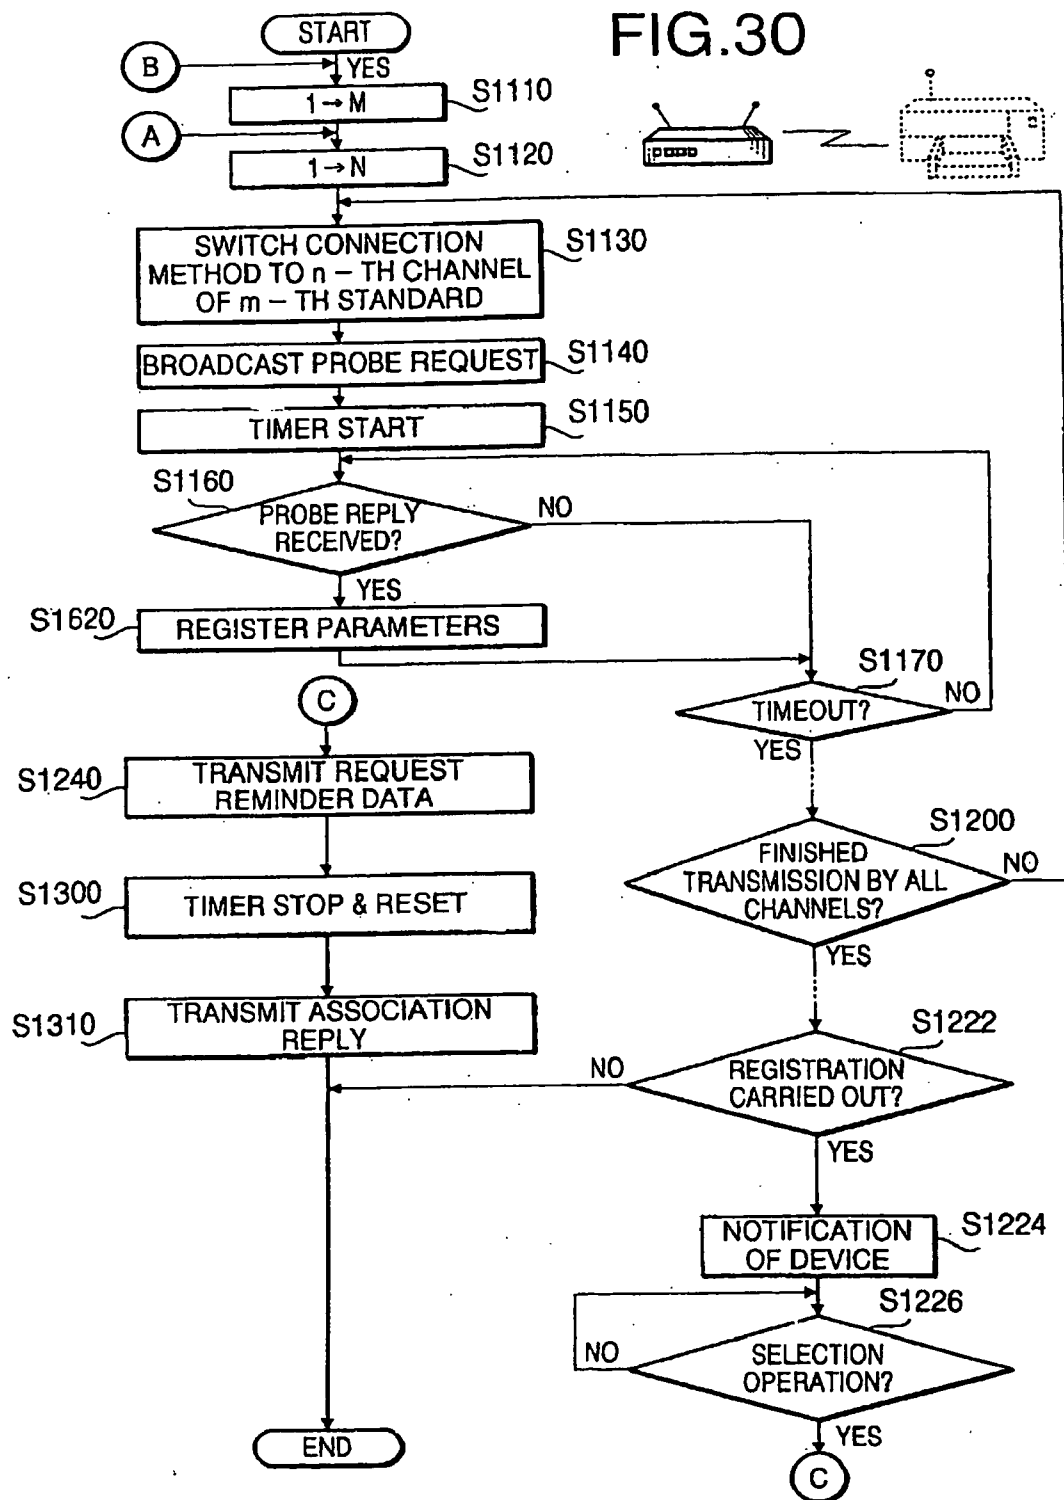 FIG.30
START
B
YES
1→M
S1110
A
1→N
S1120
SWITCH CONNECTION
METHOD TO n – TH CHANNEL
OF m – TH STANDARD
S1130
BROADCAST PROBE REQUEST
S1140
TIMER START
S1150
S1160
PROBE REPLY
RECEIVED?
NO
YES
S1620
REGISTER PARAMETERS
S1170
TIMEOUT?
NO
YES
C
S1240
TRANSMIT REQUEST
REMINDER DATA
S1200
FINISHED
TRANSMISSION BY ALL
CHANNELS?
NO
YES
S1300
TIMER STOP & RESET
S1310
TRANSMIT ASSOCIATION
REPLY
S1222
REGISTRATION
CARRIED OUT?
NO
YES
NOTIFICATION
OF DEVICE
S1224
S1226
SELECTION
OPERATION?
NO
YES
C
END